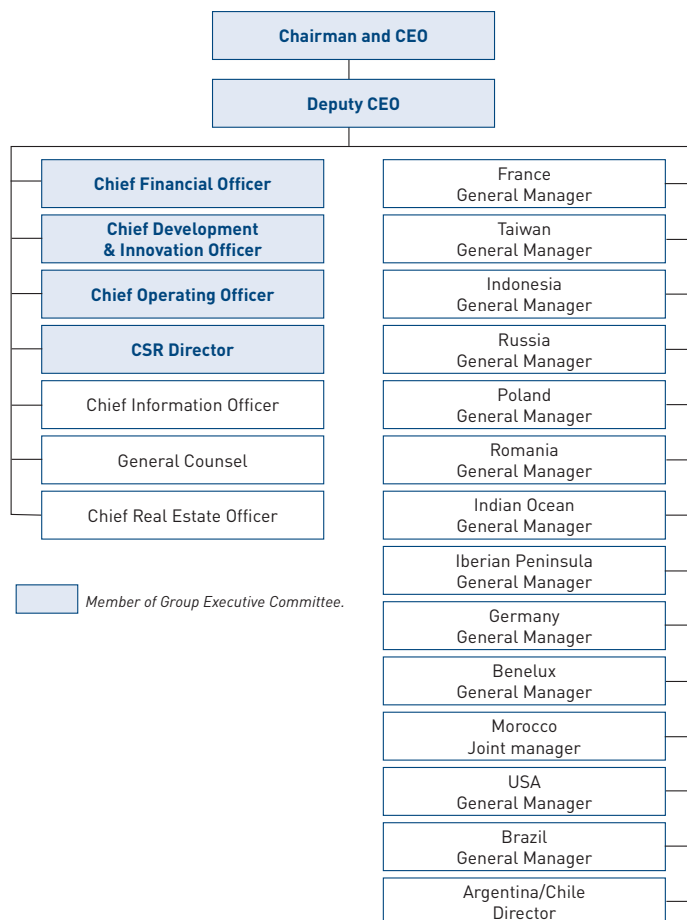 Chairman and CEO
Deputy CEO
Chief Financial Officer
Chief Development
& Innovation Officer
Chief Operating Officer
CSR Director
Chief Information Officer
General Counsel
Chief Real Estate Officer
Member of Group Executive Committee.
France
General Manager
Taiwan
General Manager
Indonesia
General Manager
Russia
General Manager
Poland
General Manager
Romania
General Manager
Indian Ocean
General Manager
Iberian Peninsula
General Manager
Germany
General Manager
Benelux
General Manager
Morocco
Joint manager
USA
General Manager
Brazil
General Manager
Argentina/Chile
Director